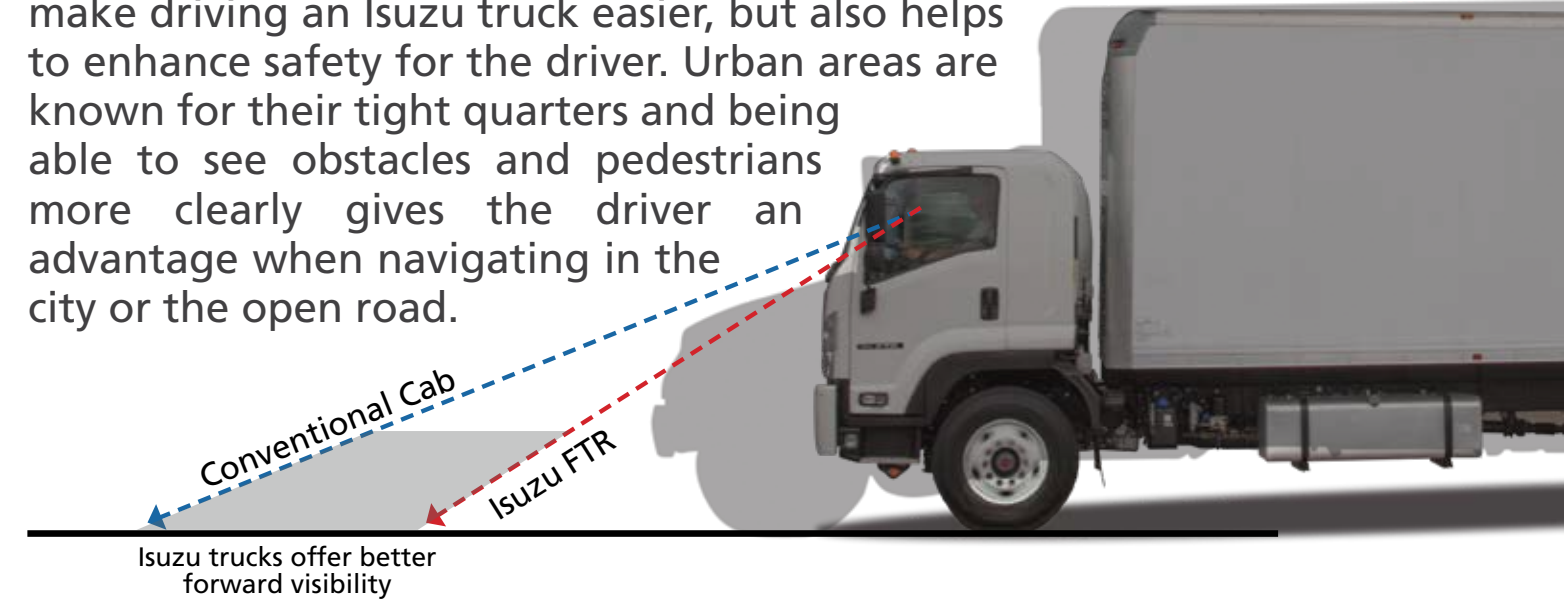 make driving an Isuzu truck easier, but also helps
to enhance safety for the driver. Urban areas are
known for their tight quarters and being
able to see obstacles and pedestrians
more clearly gives the driver an
advantage when navigating in the
city or the open road.
Conventional Cab
Isuzu FTR
Isuzu trucks offer better
forward visibility